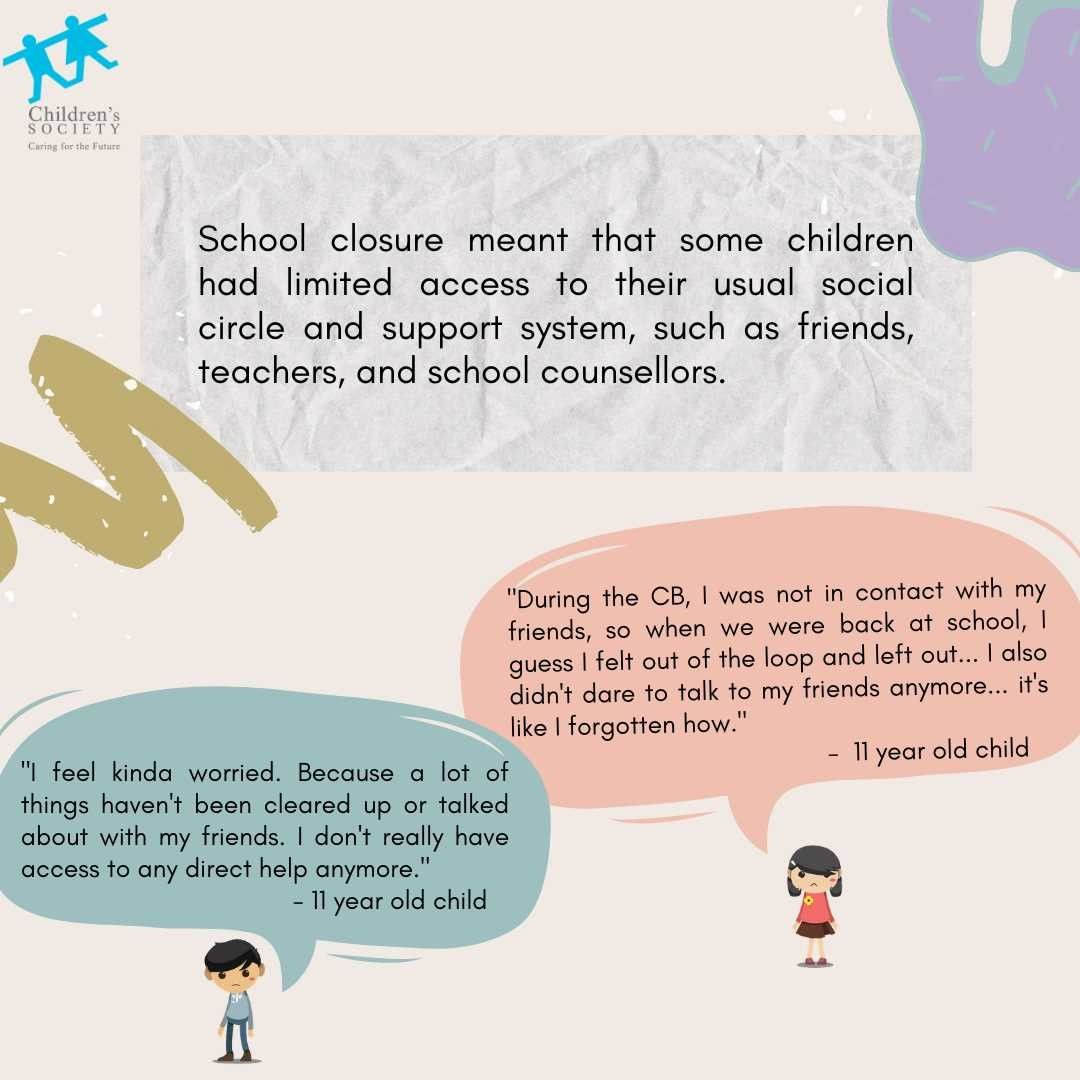 Children's
SOCIETY
Caring for the Future
School closure meant that some children
had limited access to their usual social
circle and support system, such as friends,
teachers, and school counsellors.
"During the CB, I was not in contact with my
friends, so when we were back at school, I
guess I felt out of the loop and left out... I also
didn't dare to talk to my friends anymore... it's
like I forgotten how."
- 11 year old child
"I feel kinda worried. Because a lot of
things haven't been cleared up or talked
about with my friends. I don't really have
access to any direct help anymore."
- 11 year old child